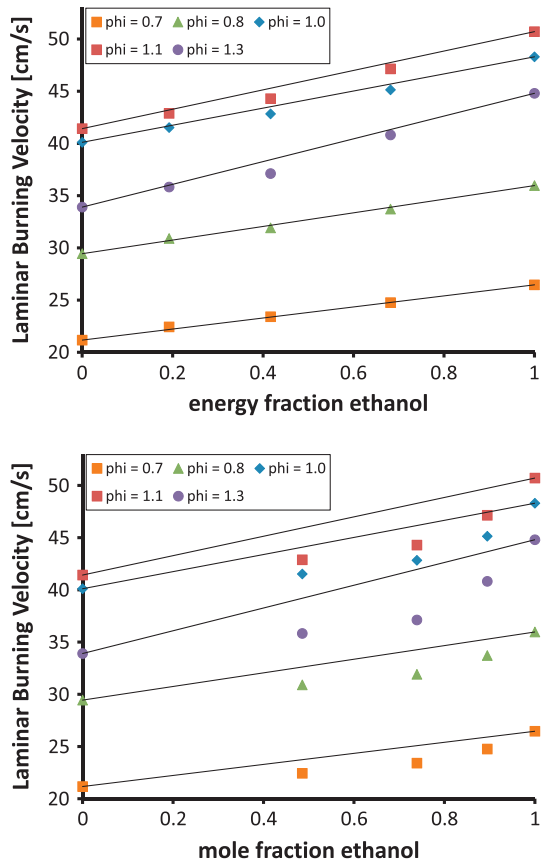 Laminar Burning Velocity [cm/s]
phi = 0.7 phi = 0.8 phi = 1.0
phi = 1.1 phi = 1.3
50
45
40
35
30
25
20
0 0.2 0.4 0.6 0.8 1
energy fraction ethanol
Laminar Burning Velocity [cm/s]
phi = 0.7 phi = 0.8 phi = 1.0
phi = 1.1 phi = 1.3
50
45
40
35
30
25
20
0 0.2 0.4 0.6 0.8 1
mole fraction ethanol